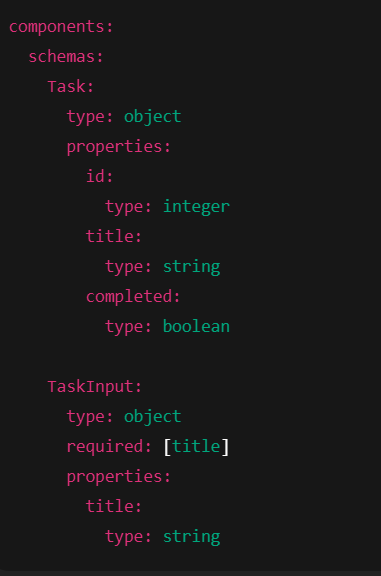 components:
  schemas:
    Task:
      type: object
      properties:
        id:
          type: integer
        title:
          type: string
        completed:
          type: boolean

    TaskInput:
      type: object
      required: [title]
      properties:
        title:
          type: string